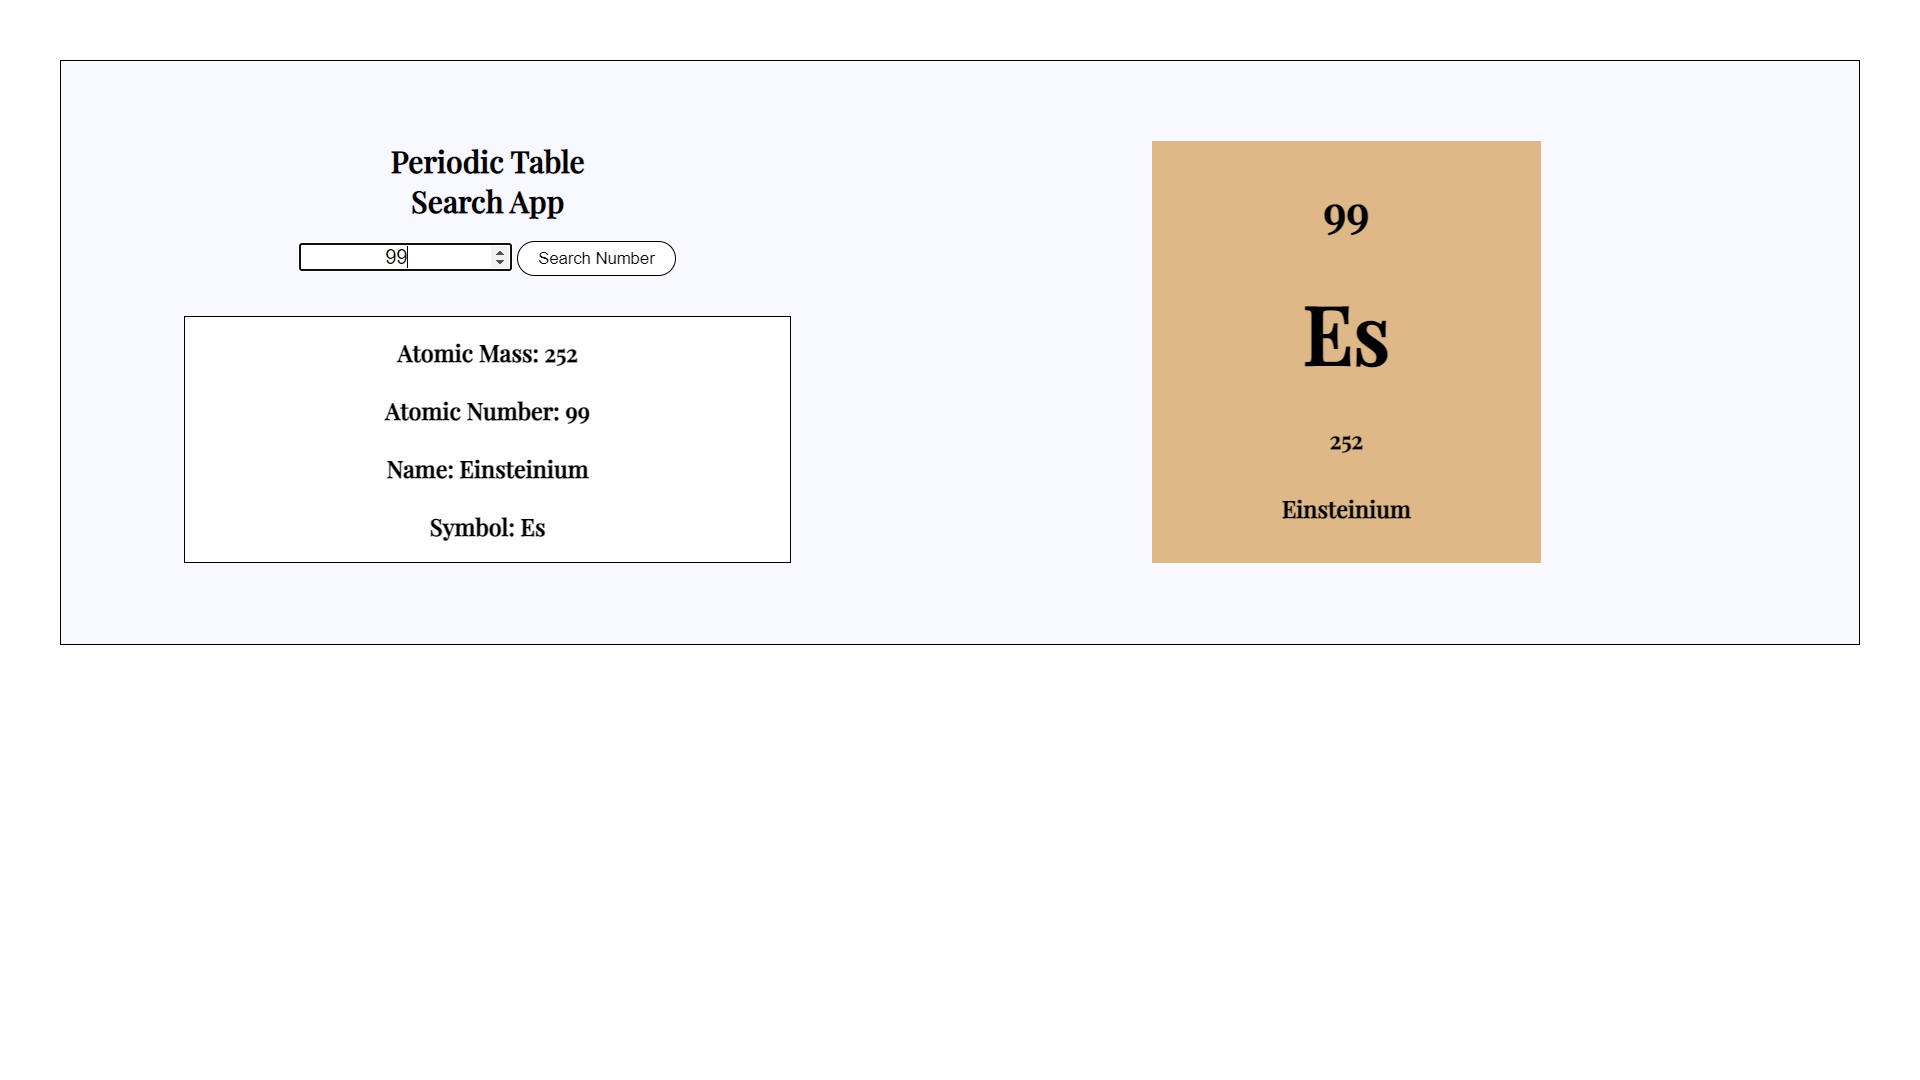 Periodic Table
Search App
99
Search Number
Atomic Mass: 252
Atomic Number: 99
Name: Einsteinium
Symbol: Es
99
Es
252
Einsteinium